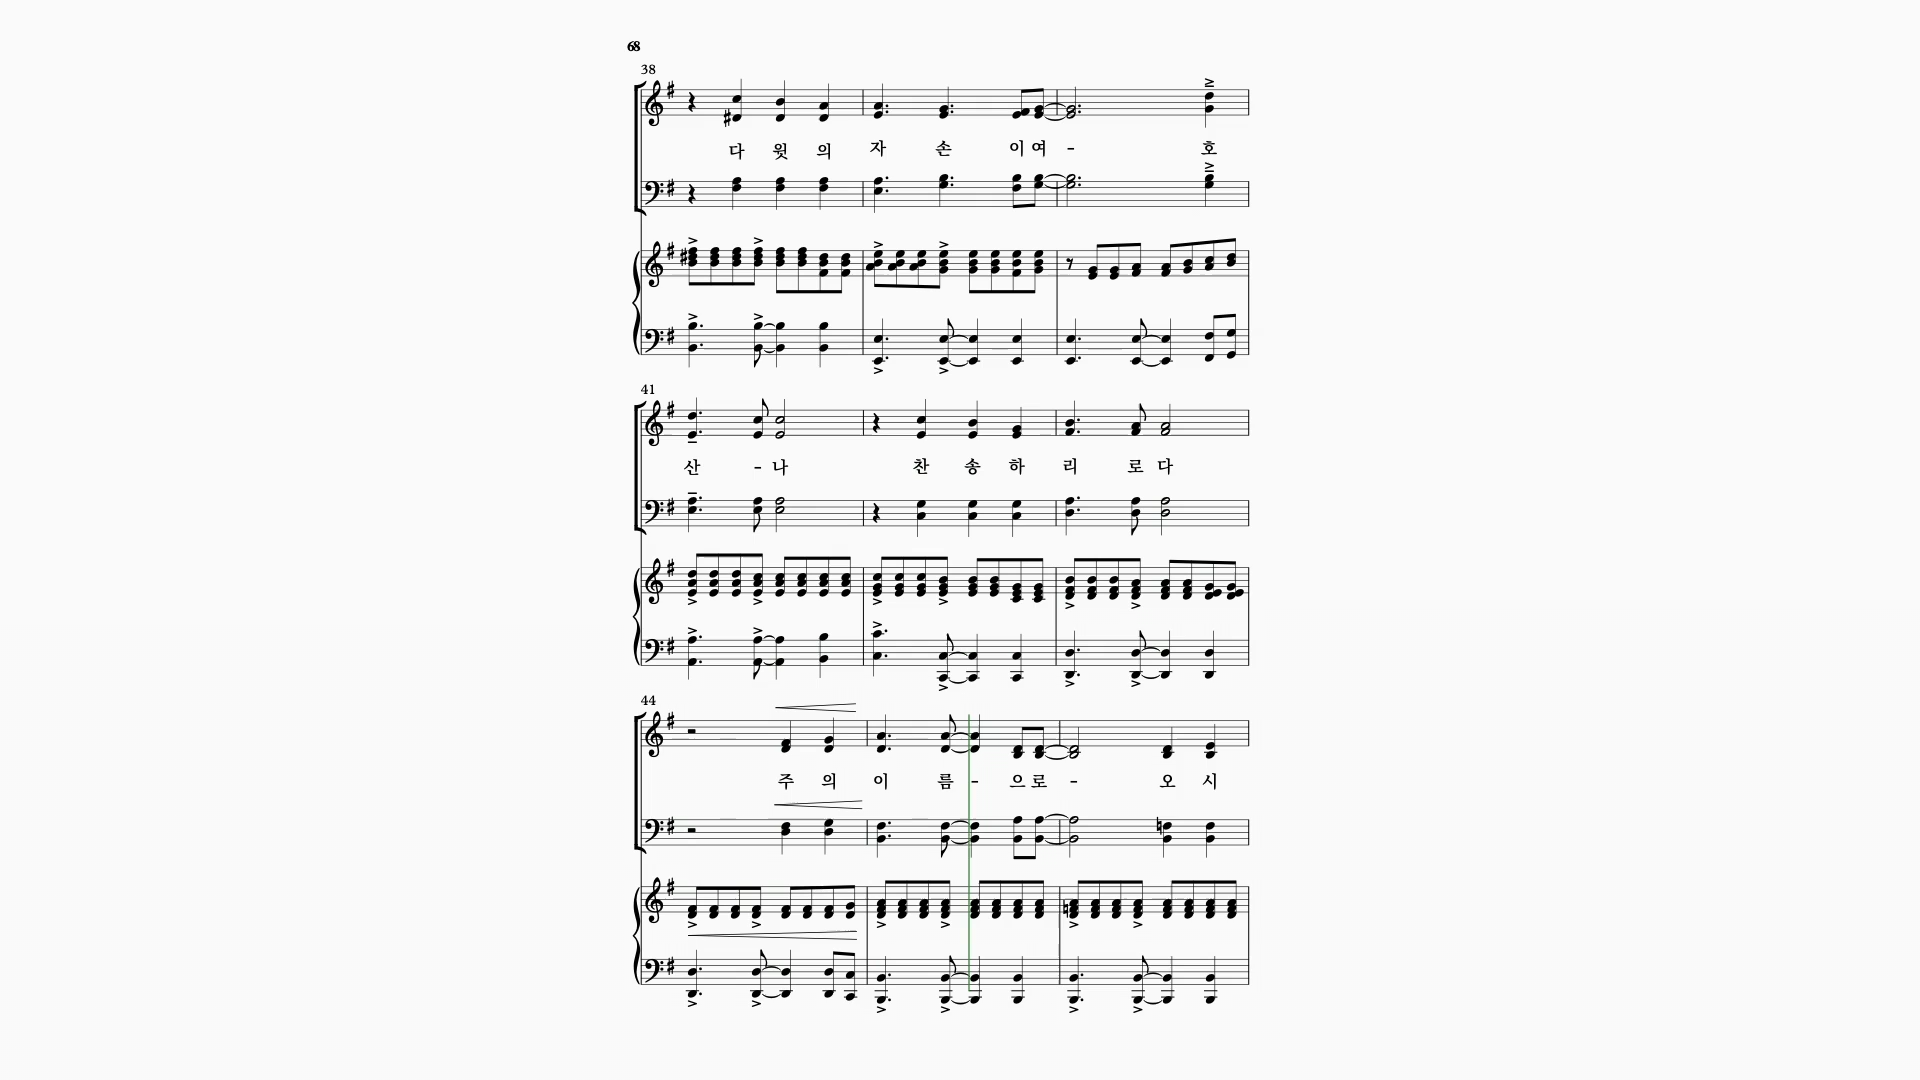 68
38
다 윗 의 자 손 이 여 - 호
41
산 - 나 찬 송 하 리 로 다
44
주 의 이 름 - 으 로 - 오 시